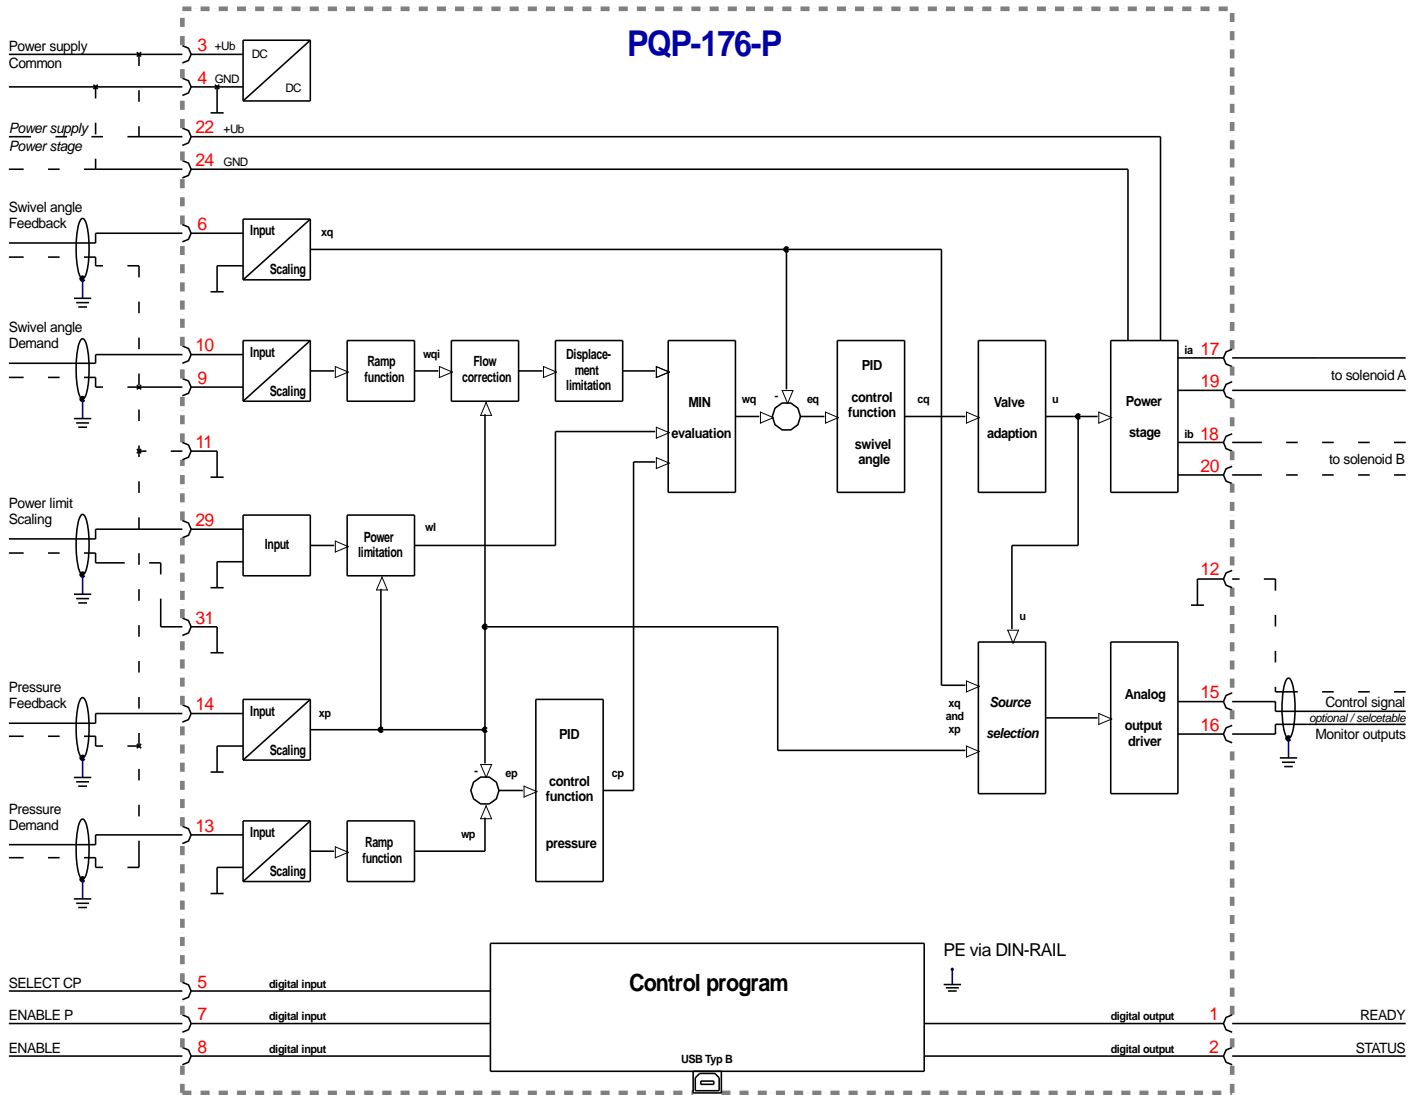 PQP-176-P
Power supply
Common
3 +Ub
4 GND
DC
DC
Power supply
Power stage
22 +Ub
24 GND
Swivel angle
Feedback
6
Input
Scaling
xq
Swivel angle
Demand
10
9
Input
Scaling
Ramp
function
wqi
Flow
correction
Displace-
ment
limitation
MIN
evaluation
wq
-
eq
PID
control
function
swivel
angle
cq
Valve
adaption
u
Power
stage
ia 17
19
to solenoid A
ib 18
20
to solenoid B
11
Power limit
Scaling
29
Input
Power
limitation
wl
31
12
u
Pressure
Feedback
14
Input
Scaling
xp
-
ep
PID
control
function
pressure
cp
xq
and
xp
Source
selection
Analog
output
driver
15
16
Control signal
optional / selcetable
Monitor outputs
Pressure
Demand
13
Input
Scaling
Ramp
function
wp
PE via DIN-RAIL
Control program
USB Typ B
SELECT CP
5
digital input
ENABLE P
7
digital input
ENABLE
8
digital input
digital output
1
READY
digital output
2
STATUS